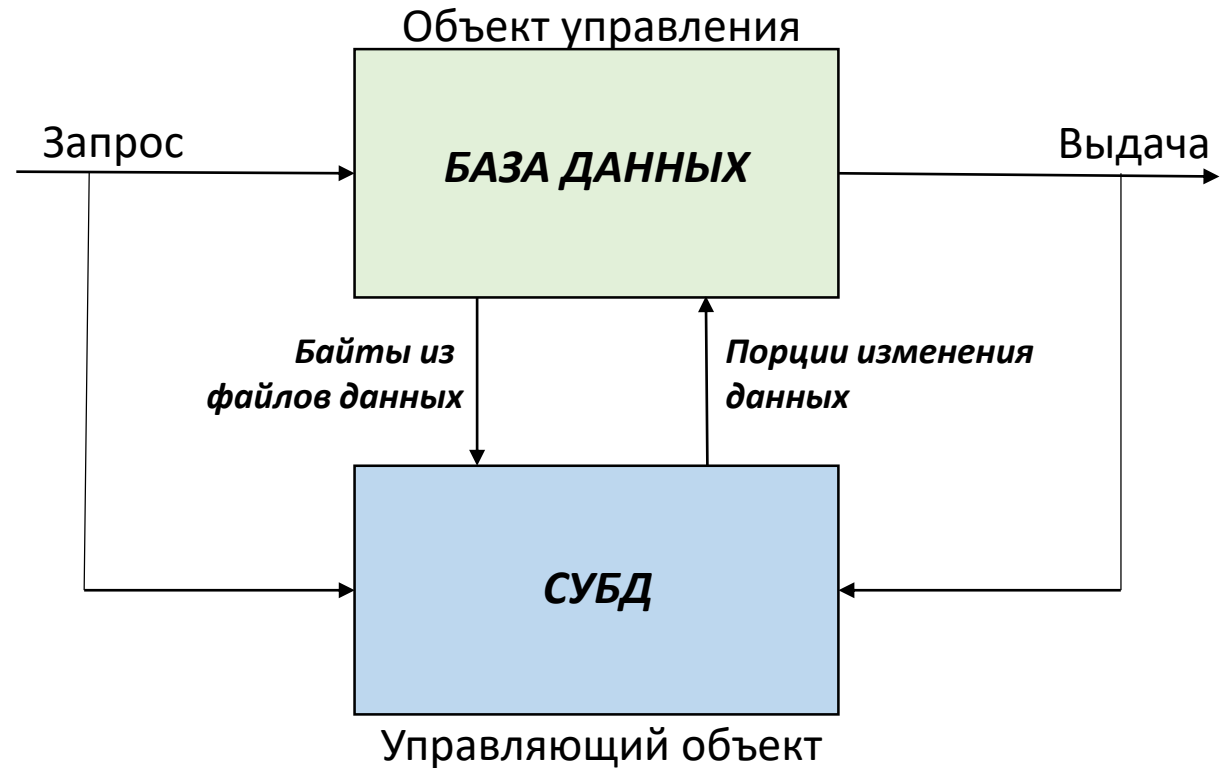 Объект управления
Запрос
БАЗА ДАННЫХ
Выдача
Байты из
файлов данных
Порции изменения
данных
СУБД
Управляющий объект